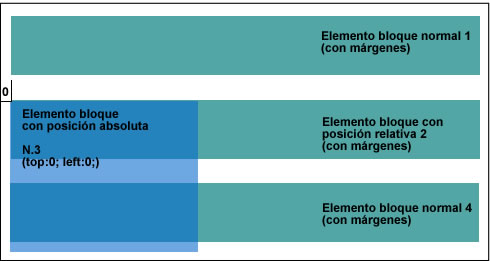 Elemento bloque normal 1
(con márgenes)
0
Elemento bloque
con posición absoluta
N.3
(top:0; left:0;)
Elemento bloque con
posición relativa 2
(con márgenes)
Elemento bloque normal 4
(con márgenes)